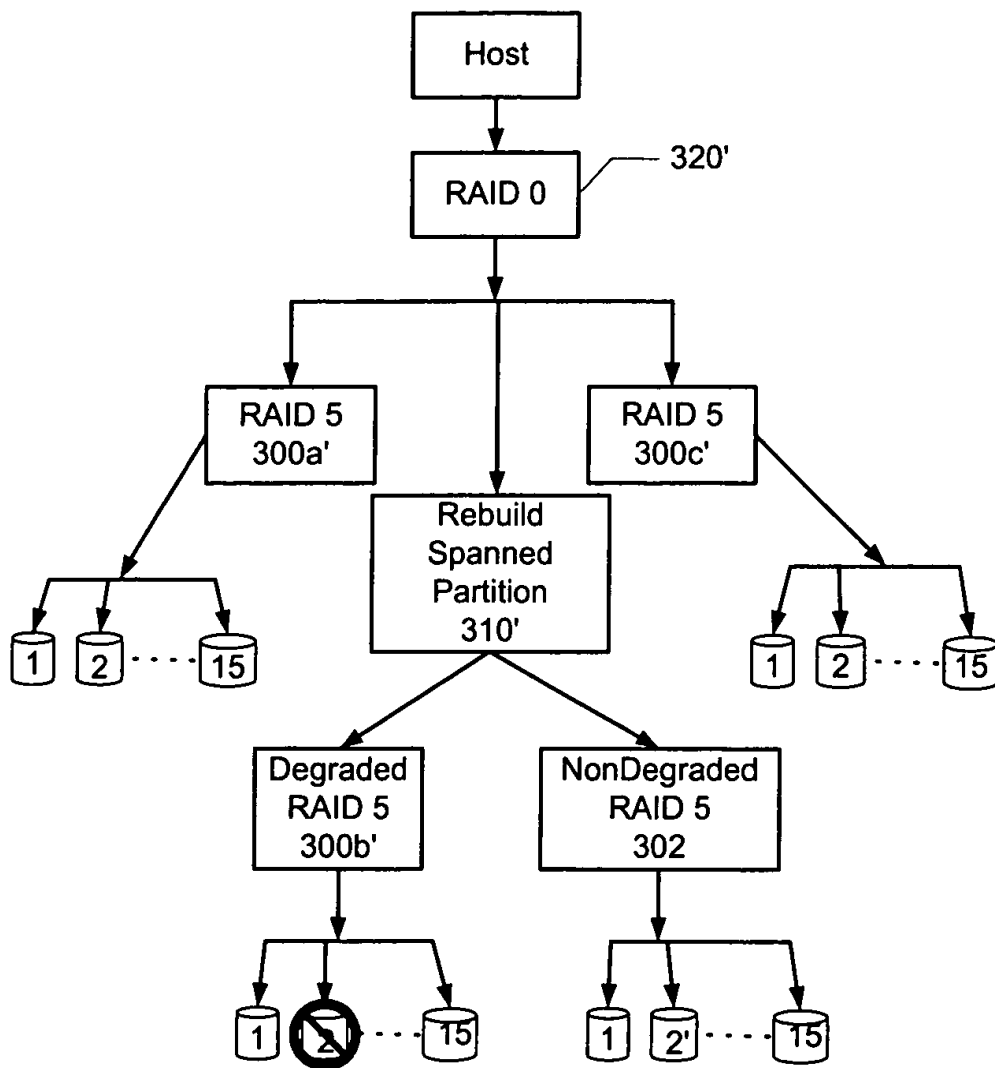 Host
RAID 0
320'
RAID 5
300a'
RAID 5
300c'
Rebuild
Spanned
Partition
310'
1
2
15
1
2
15
Degraded
RAID 5
300b'
NonDegraded
RAID 5
302
1
2
15
1
2'
15